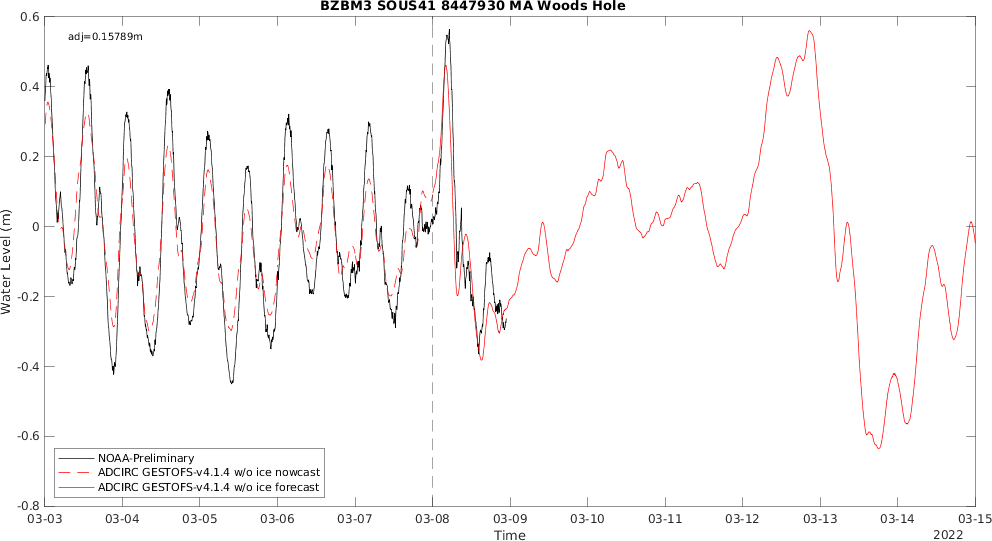 BZBM3 SOUS41 8447930 MA Woods Hole
adj=0.15789m
Water Level (m)
0.6
0.4
0.2
0
-0.2
-0.4
-0.6
-0.8
NOAA-Preliminary
ADCIRC GESTOFS-v4.1.4 w/o ice nowcast
ADCIRC GESTOFS-v4.1.4 w/o ice forecast
03-03 03-04 03-05 03-06 03-07 03-08 03-09 03-10 03-11 03-12 03-13 03-14 03-15
Time
2022